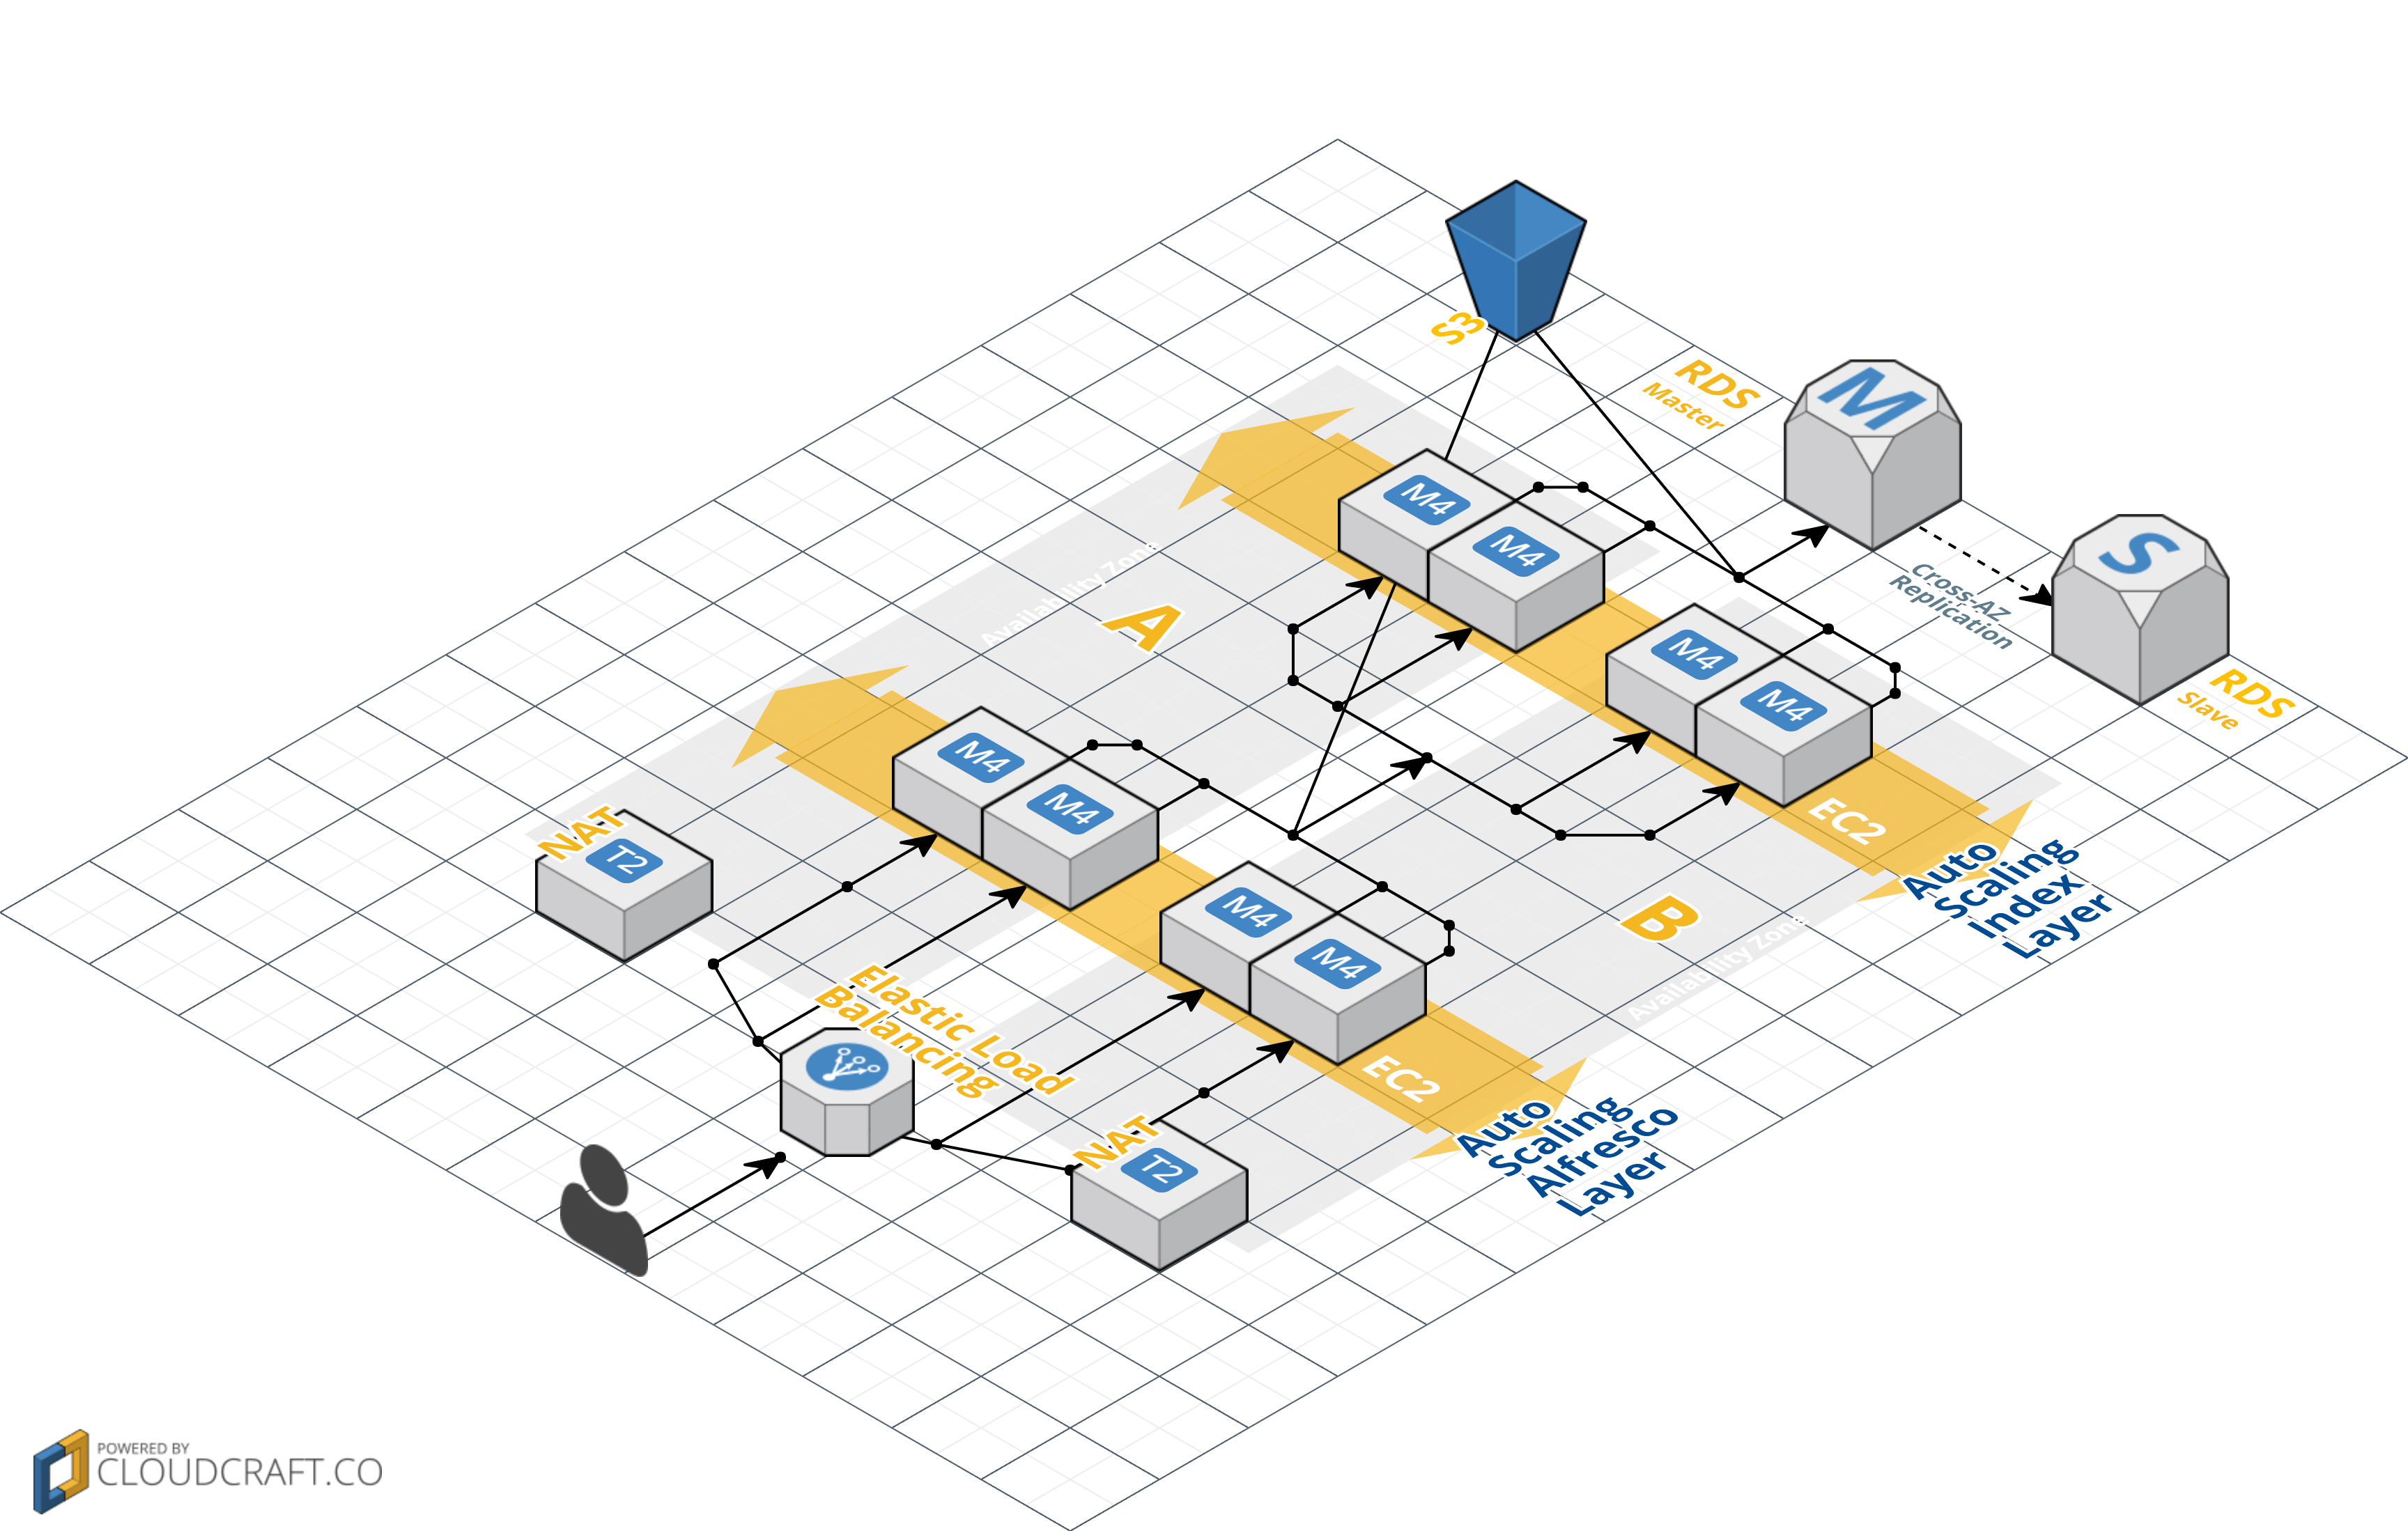 S3
RDS
Master
M
M4
M4
S
Cross-AZ
Replication
RDS
Slave
Availability Zone
A
M4
M4
M4
M4
NAT
T2
EC2
Auto
Scaling
Index
Layer
M4
M4
B
Availability Zone
Elastic Load
Balancing
EC2
Auto
Scaling
Alfresco
Layer
NAT
T2
POWERED BY
CLOUDCRAFT.CO